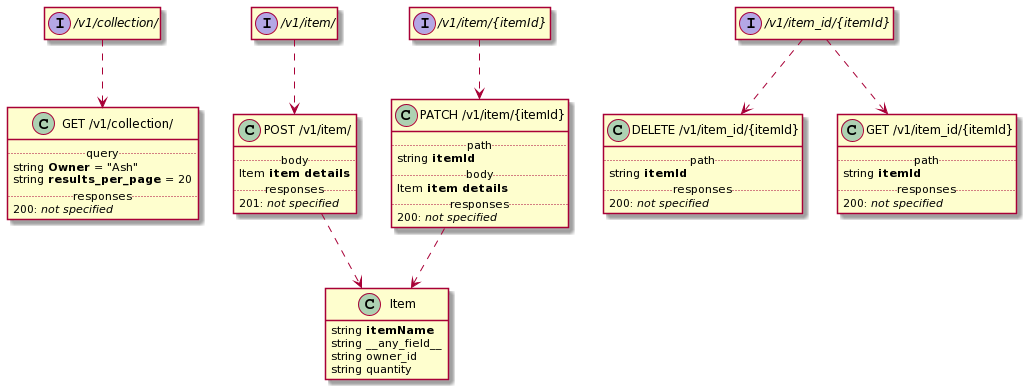 I /v1/collection/
I /v1/item/
I /v1/item/{itemId}
I /v1/item_id/{itemId}
C GET /v1/collection/
query
string Owner = "Ash"
string results_per_page = 20
responses
200: not specified
C POST /v1/item/
body
Item item details
responses
201: not specified
C PATCH /v1/item/{itemId}
path
string itemId
body
Item item details
responses
200: not specified
C DELETE /v1/item_id/{itemId}
path
string itemId
responses
200: not specified
C GET /v1/item_id/{itemId}
path
string itemId
responses
200: not specified
C Item
string itemName
string __any_field__
string owner_id
string quantity